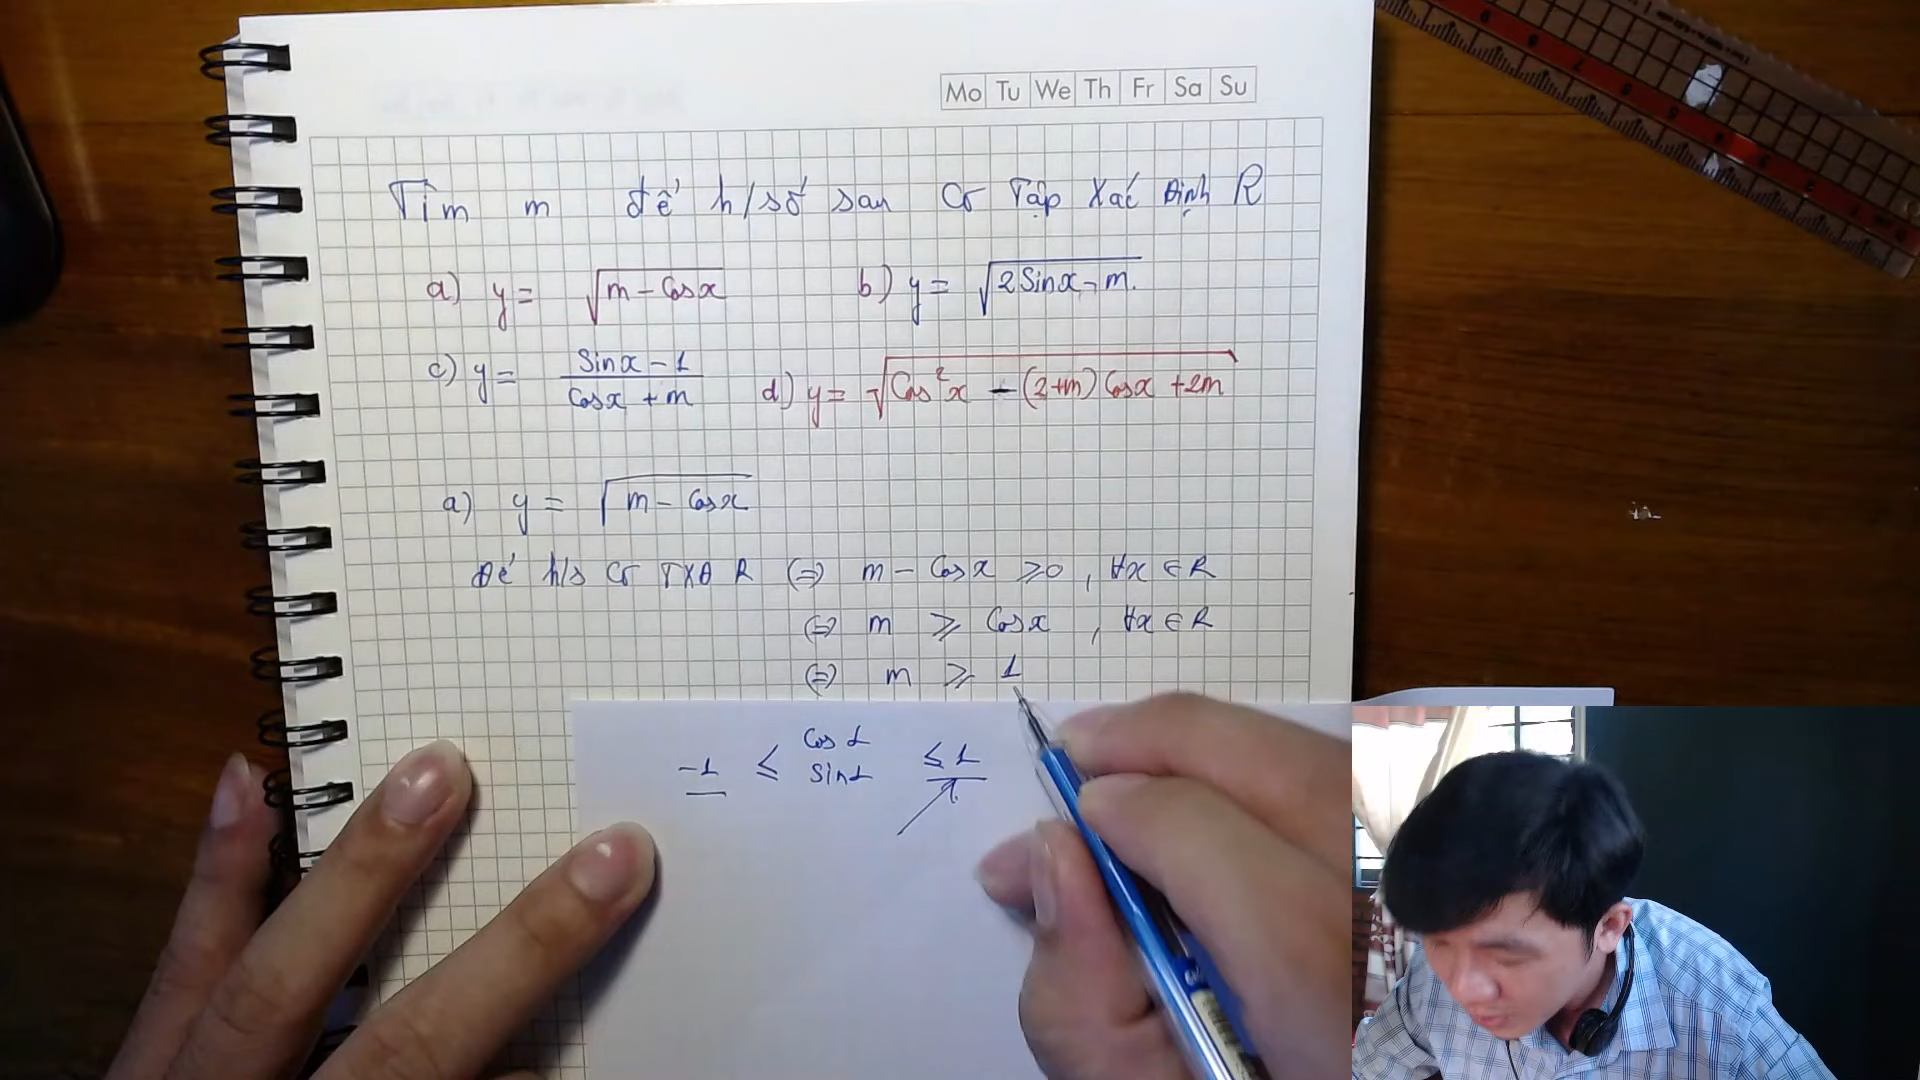 Mo Tu We Th Fr Sa Su
Tìm m để h/số sau có Tập Xác Định R
a) y = √(m - Cosx)    b) y = √(2Sinx - m.)
c) y = (Sinx - 1)/(Cosx + m)    d) y = √(Cos²x - (2+m)Cosx + 2m)
a) y = √(m - Cosx)
Để h/s có TXĐ R ⇔ m - Cosx ≥ 0, ∀x ∈ R
⇔ m ≥ Cosx, ∀x ∈ R
⇔ m ≥ 1
-1 ≤ cos α ≤ 1
sin α